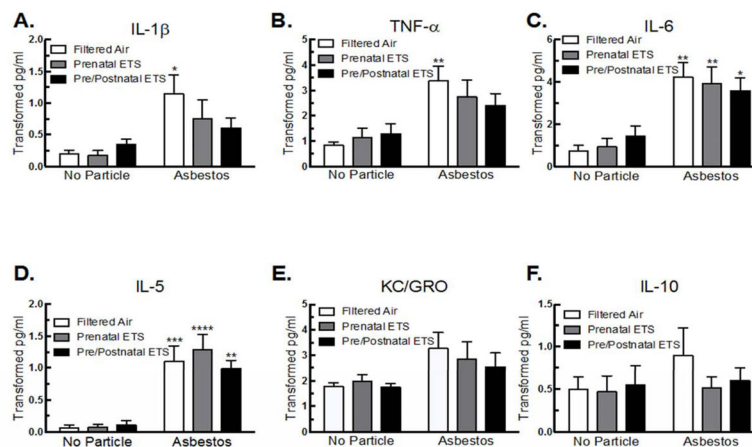 A.
IL-1β
Transformed pg/ml
2.0
1.5
1.0
0.5
0.0
Filtered Air
Prenatal ETS
Pre/Postnatal ETS
*
No Particle
Asbestos
B.
TNF-α
Transformed pg/ml
5
4
3
2
1
0
Filtered Air
Prenatal ETS
Pre/Postnatal ETS
**
No Particle
Asbestos
C.
IL-6
Transformed pg/ml
6
4
2
0
Filtered Air
Prenatal ETS
Pre/Postnatal ETS
**
**
*
No Particle
Asbestos
D.
IL-5
Transformed pg/ml
2.0
1.5
1.0
0.5
0.0
Filtered Air
Prenatal ETS
Pre/Postnatal ETS
***
****
**
No Particle
Asbestos
E.
KC/GRO
Transformed pg/ml
5
4
3
2
1
0
Filtered Air
Prenatal ETS
Pre/Postnatal ETS
No Particle
Asbestos
F.
IL-10
Transformed pg/ml
1.5
1.0
0.5
0.0
Filtered Air
Prenatal ETS
Pre/Postnatal ETS
No Particle
Asbestos